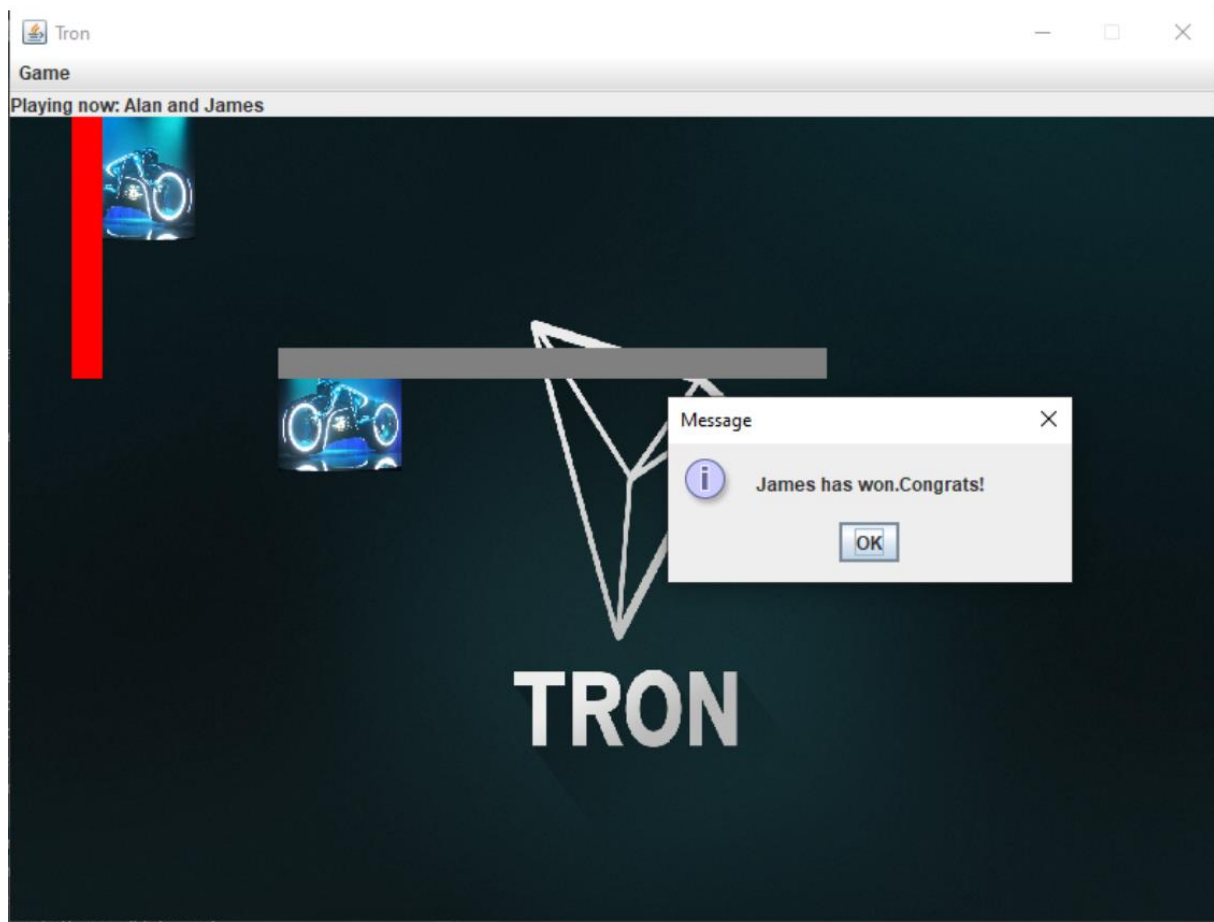 Tron
Game
Playing now: Alan and James
Message
James has won.Congrats!
OK
TRON